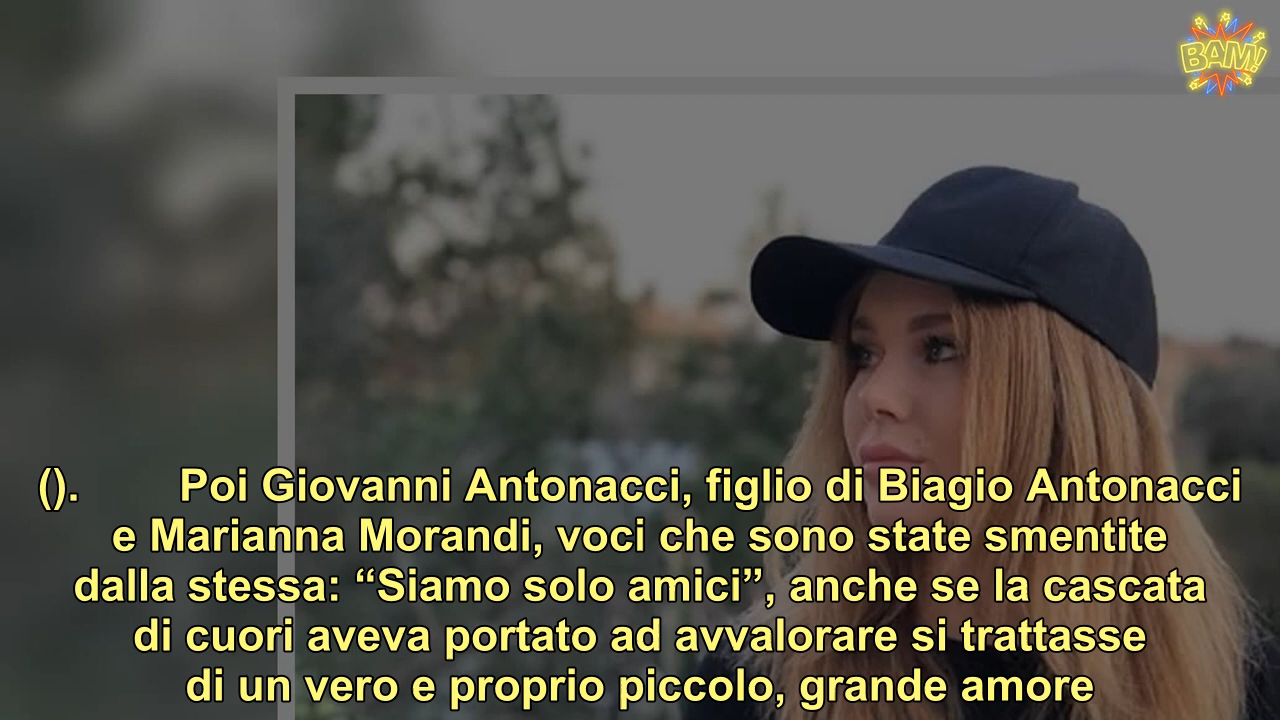 BAM!
(). Poi Giovanni Antonacci, figlio di Biagio Antonacci
e Marianna Morandi, voci che sono state smentite
dalla stessa: “Siamo solo amici”, anche se la cascata
di cuori aveva portato ad avvalorare si trattasse
di un vero e proprio piccolo, grande amore